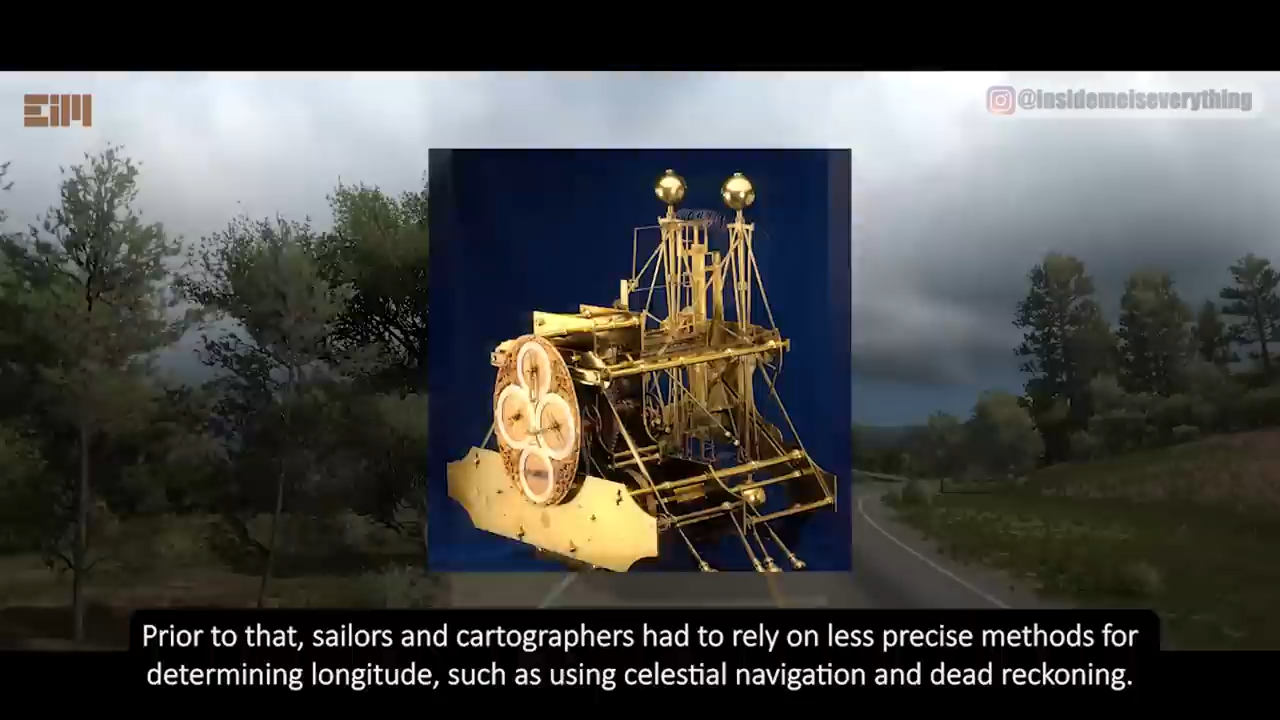 EiM
@insidemeiseverything
Prior to that, sailors and cartographers had to rely on less precise methods for
determining longitude, such as using celestial navigation and dead reckoning.